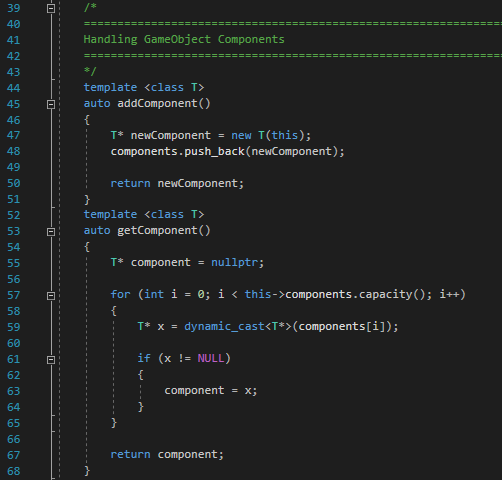 39 /*
40 ==============================================================
41 Handling GameObject Components
42 ==============================================================
43 */
44 template <class T>
45 auto addComponent()
46 {
47 T* newComponent = new T(this);
48 components.push_back(newComponent);
49
50 return newComponent;
51 }
52 template <class T>
53 auto getComponent()
54 {
55 T* component = nullptr;
56
57 for (int i = 0; i < this->components.capacity(); i++)
58 {
59 T* x = dynamic_cast<T*>(components[i]);
60
61 if (x != NULL)
62 {
63 component = x;
64 }
65 }
66
67 return component;
68 }